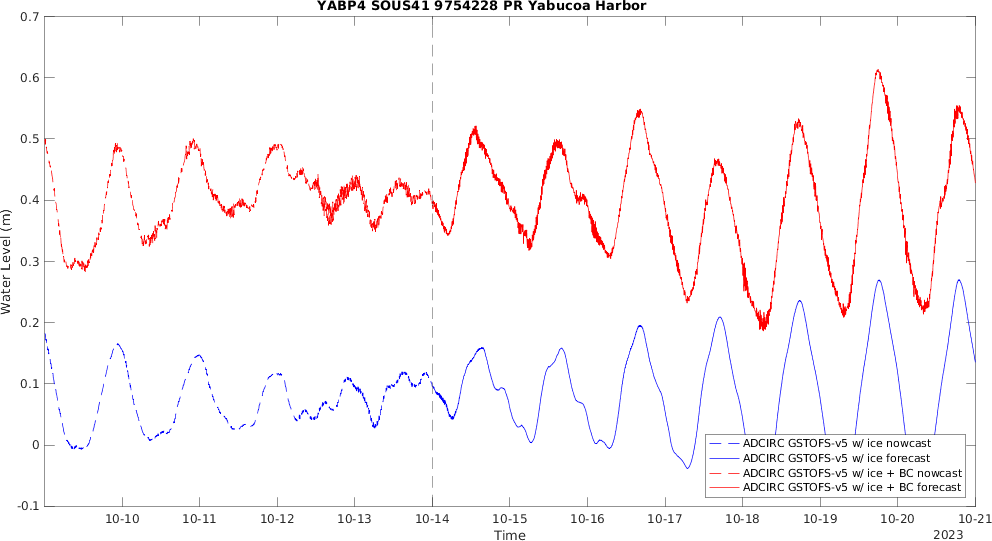 YABP4 SOUS41 9754228 PR Yabucoa Harbor
0.7
0.6
0.5
0.4
0.3
0.2
0.1
0
-0.1
Water Level (m)
10-10 10-11 10-12 10-13 10-14 10-15 10-16 10-17 10-18 10-19 10-20 10-21
Time
2023
ADCIRC GSTOFS-v5 w/ ice nowcast
ADCIRC GSTOFS-v5 w/ ice forecast
ADCIRC GSTOFS-v5 w/ ice + BC nowcast
ADCIRC GSTOFS-v5 w/ ice + BC forecast